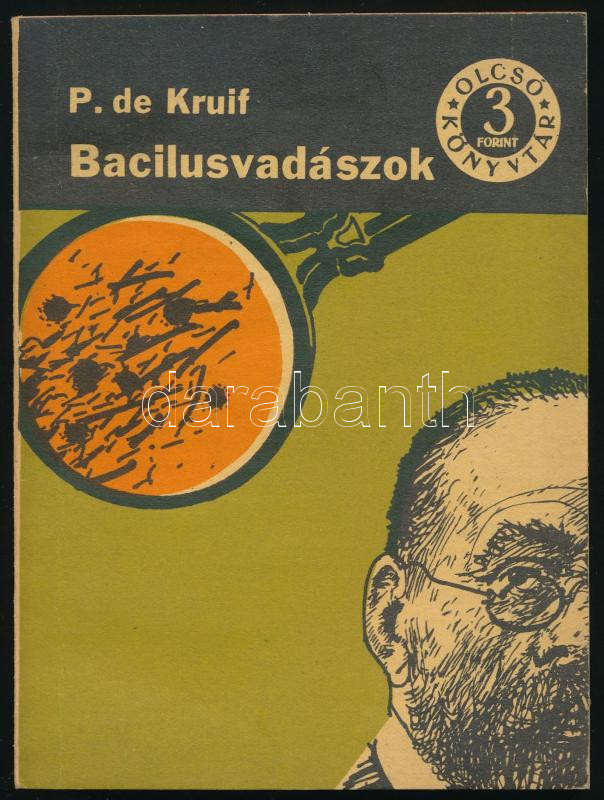 P. de Kruif
Bacilusvadászok
OLCSÓ
3
FORINT
KÖNYVTÁR
darabanth